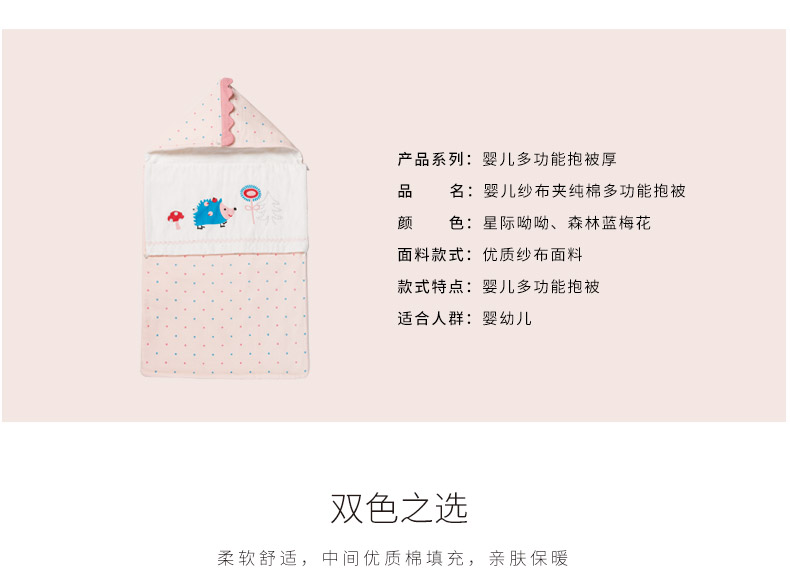 产品系列：婴儿多功能抱被厚
品　　名：婴儿纱布夹纯棉多功能抱被
颜　　色：星际呦呦、森林蓝梅花
面料款式：优质纱布面料
款式特点：婴儿多功能抱被
适合人群：婴幼儿
双色之选
柔软舒适，中间优质棉填充，亲肤保暖